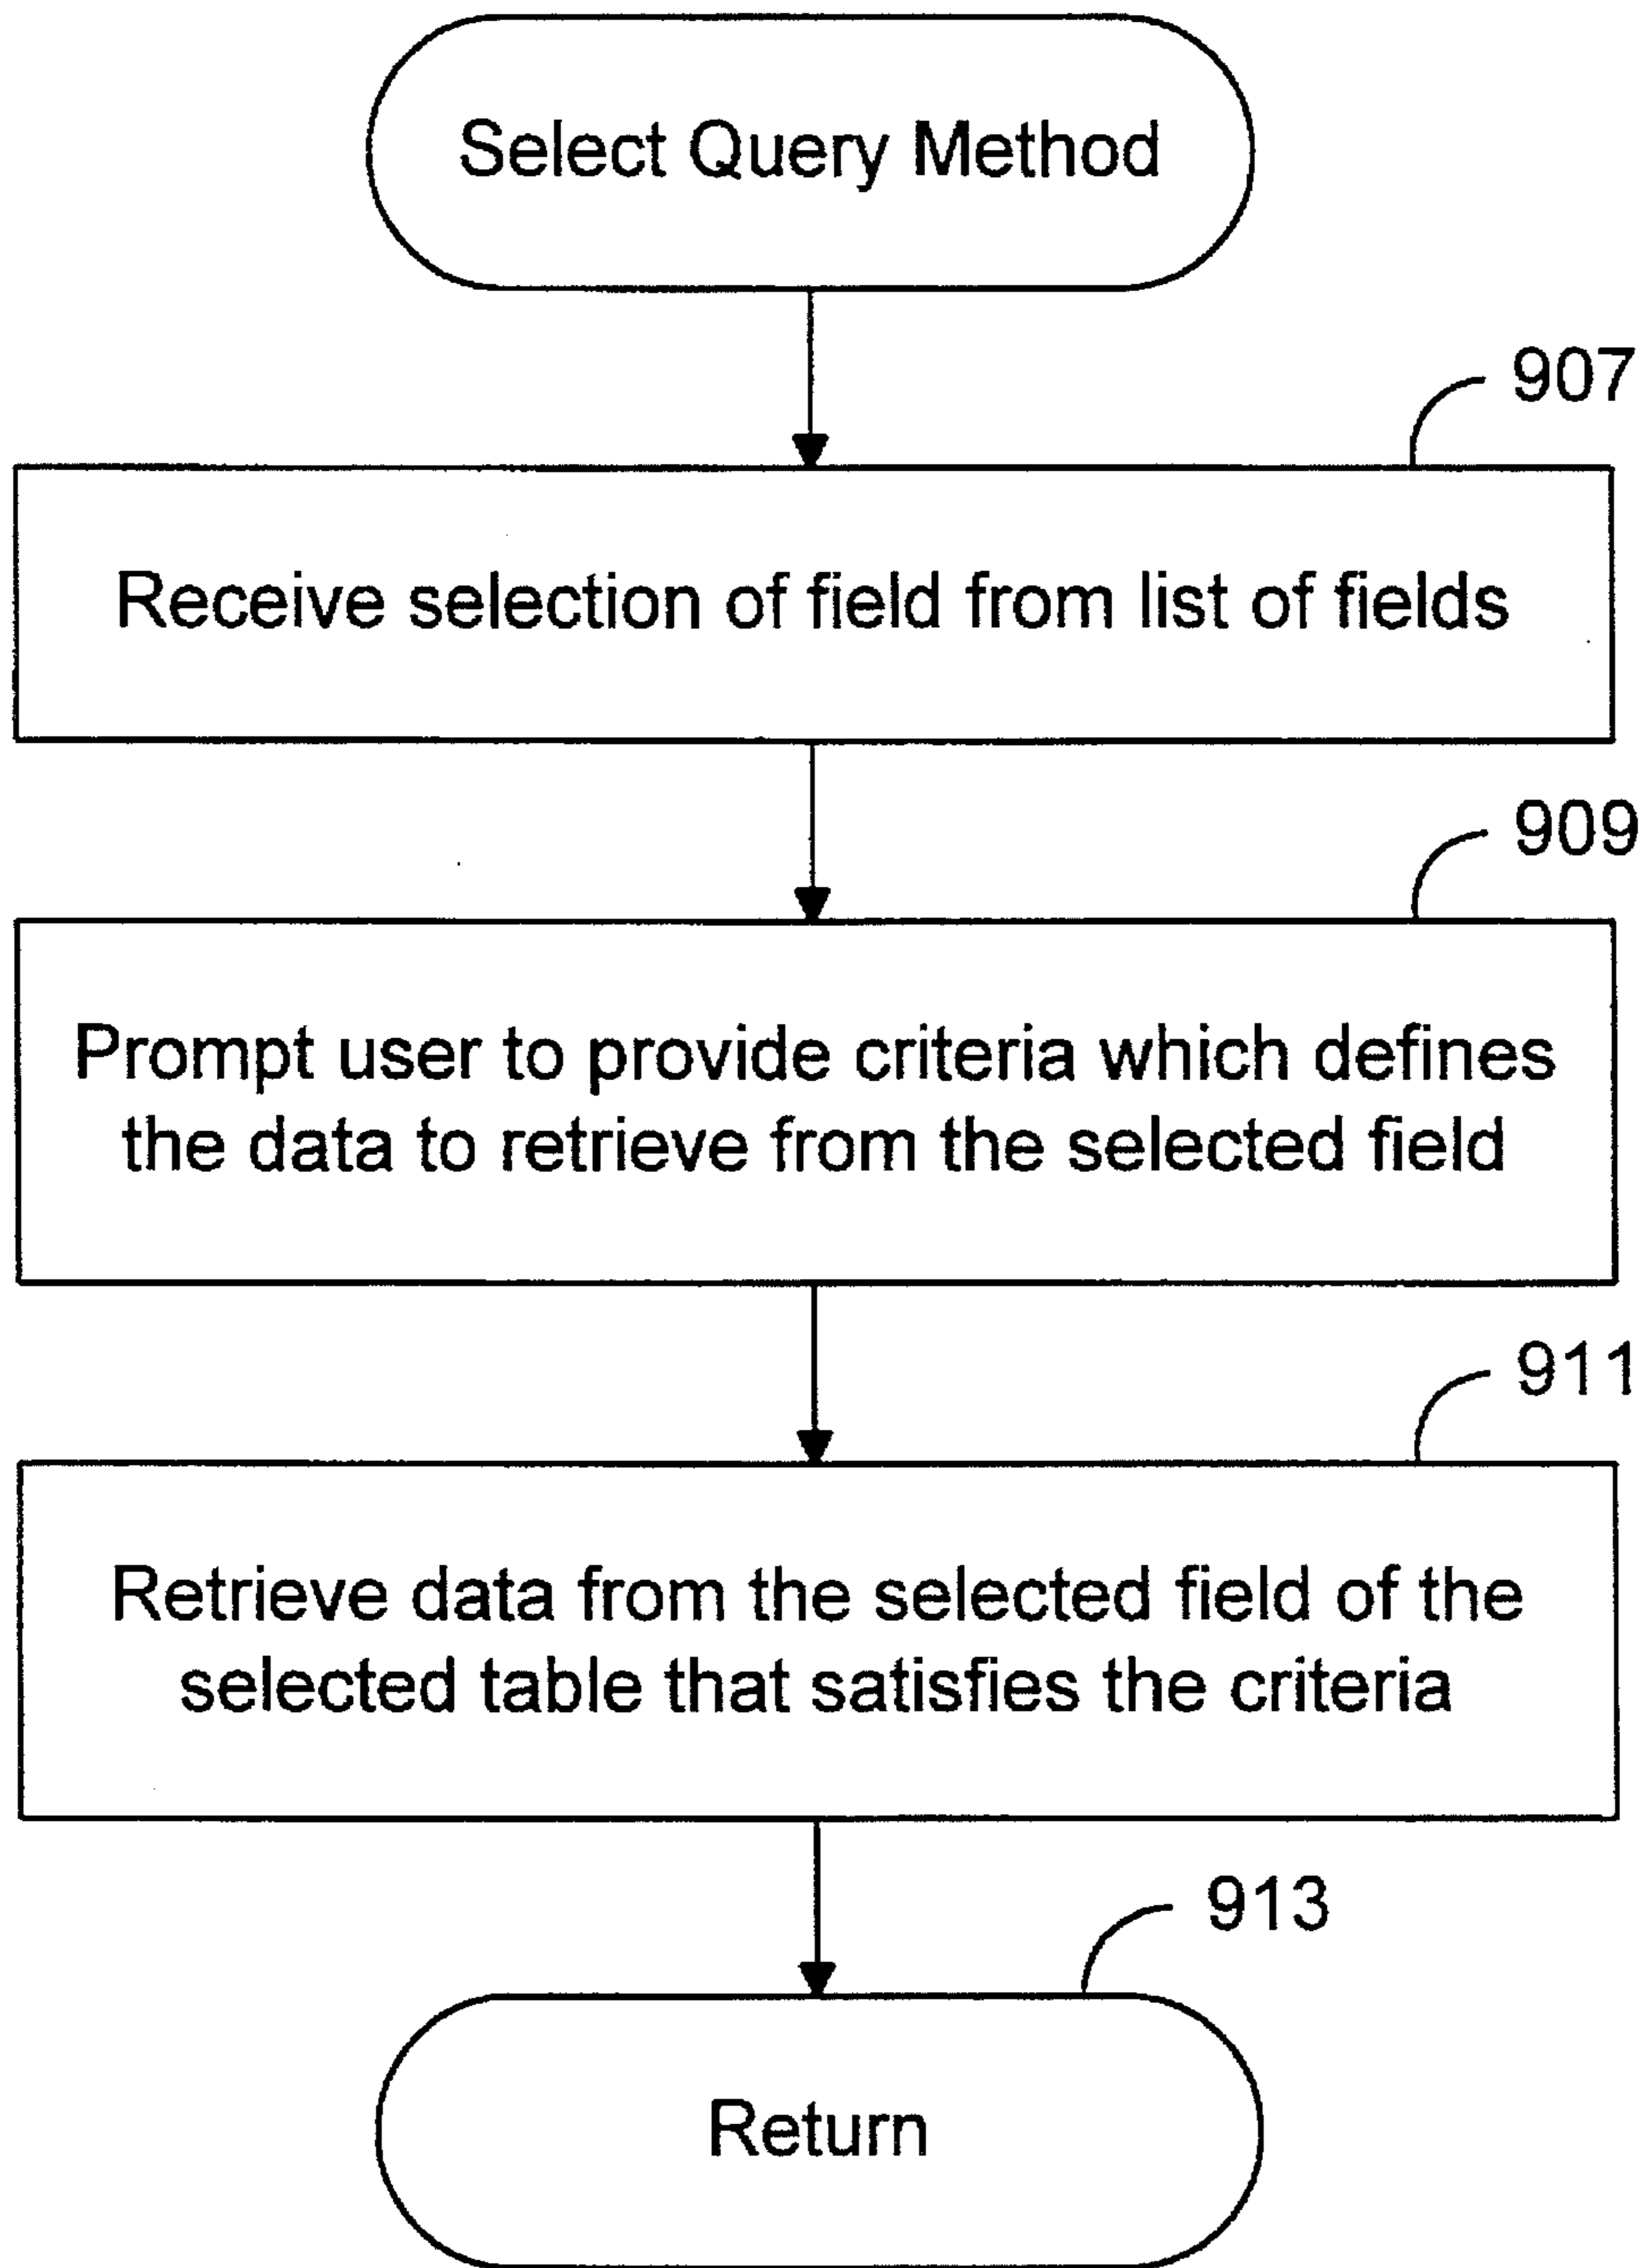 Select Query Method
907
Receive selection of field from list of fields
909
Prompt user to provide criteria which defines
the data to retrieve from the selected field
911
Retrieve data from the selected field of the
selected table that satisfies the criteria
913
Return